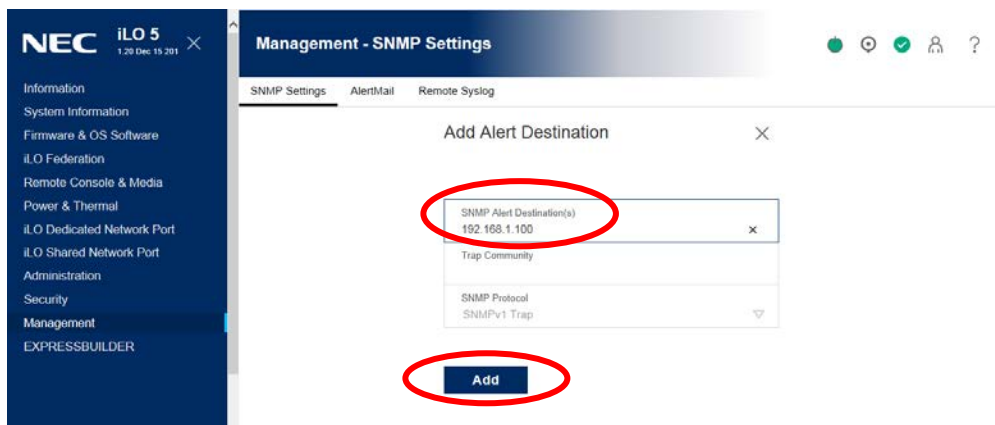 NEC iLO 5
1.20 Dec 15 201
Management - SNMP Settings
?
Information
System Information
Firmware & OS Software
iLO Federation
Remote Console & Media
Power & Thermal
iLO Dedicated Network Port
iLO Shared Network Port
Administration
Security
Management
EXPRESSBUILDER
SNMP Settings AlertMail Remote Syslog
Add Alert Destination
SNMP Alert Destination(s)
192.168.1.100
Trap Community
SNMP Protocol
SNMPv1 Trap
Add